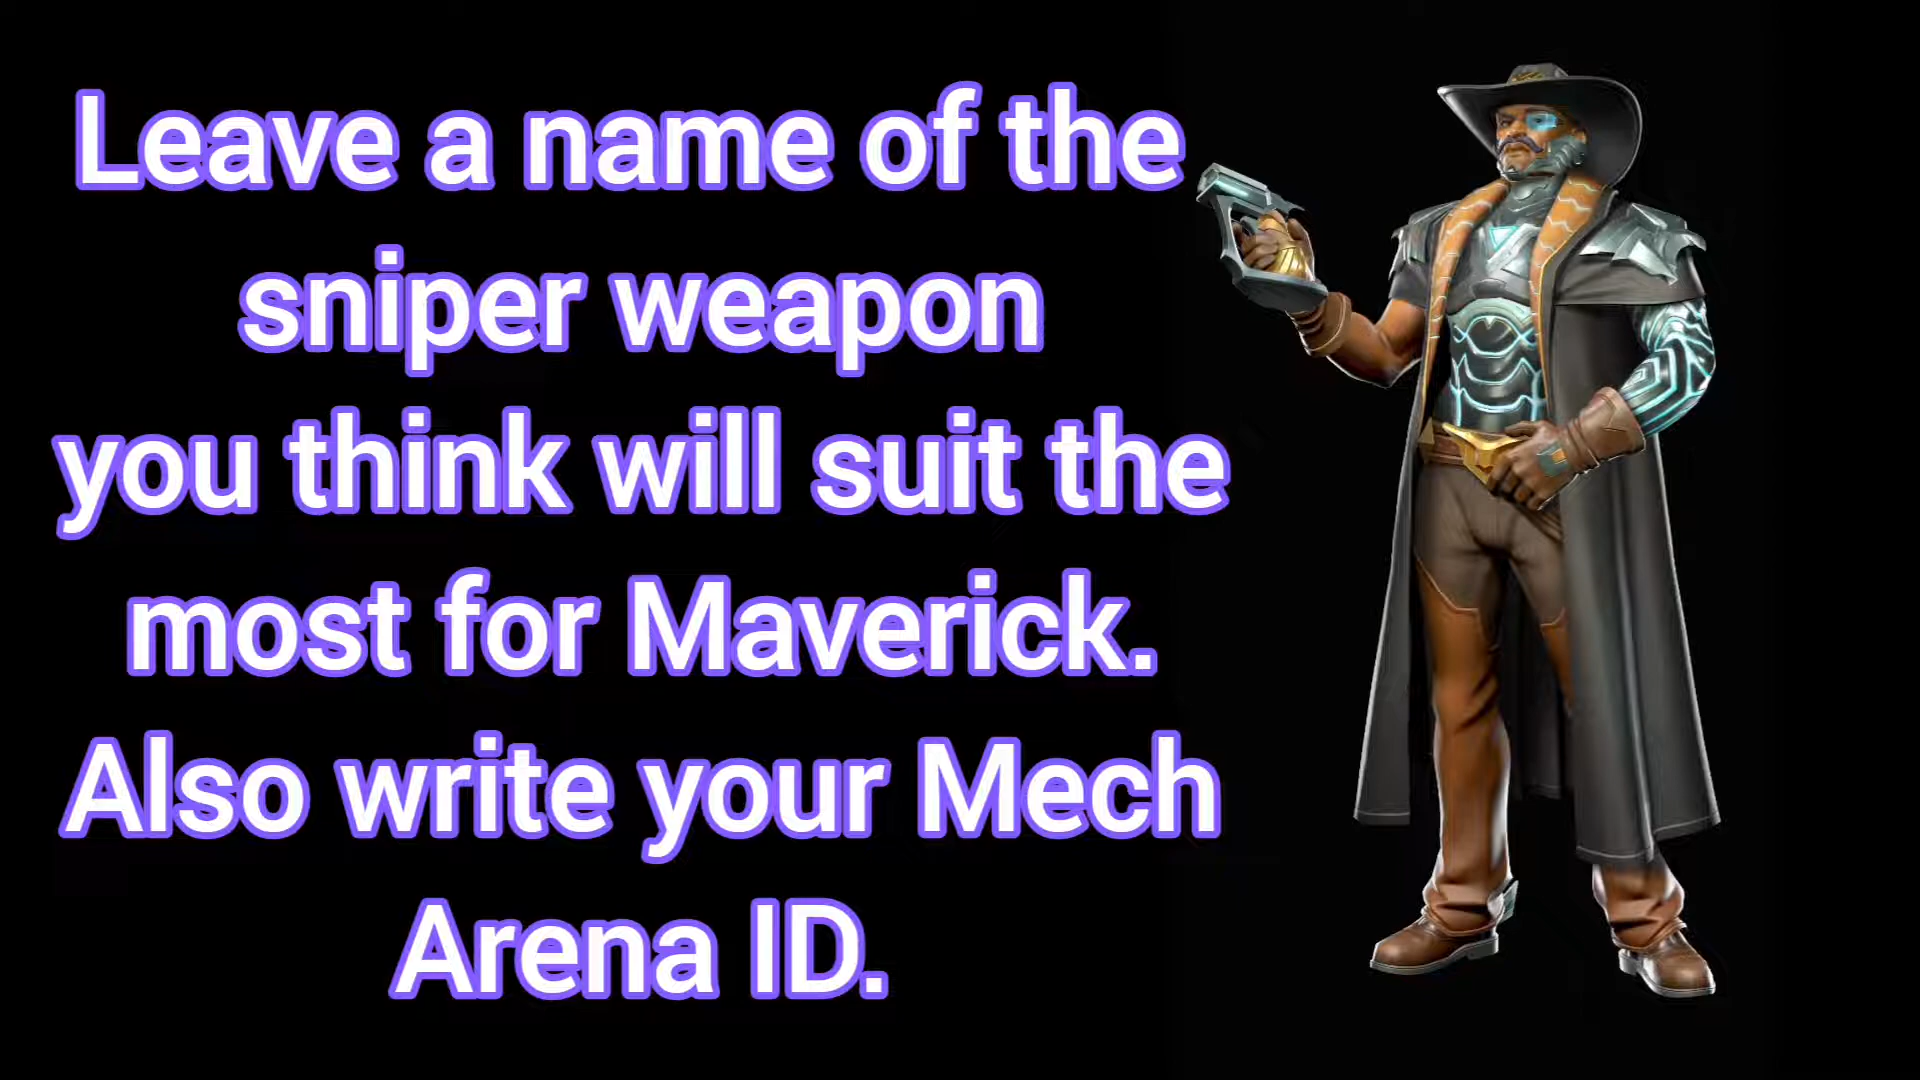 Leave a name of the
sniper weapon
you think will suit the
most for Maverick.
Also write your Mech
Arena ID.